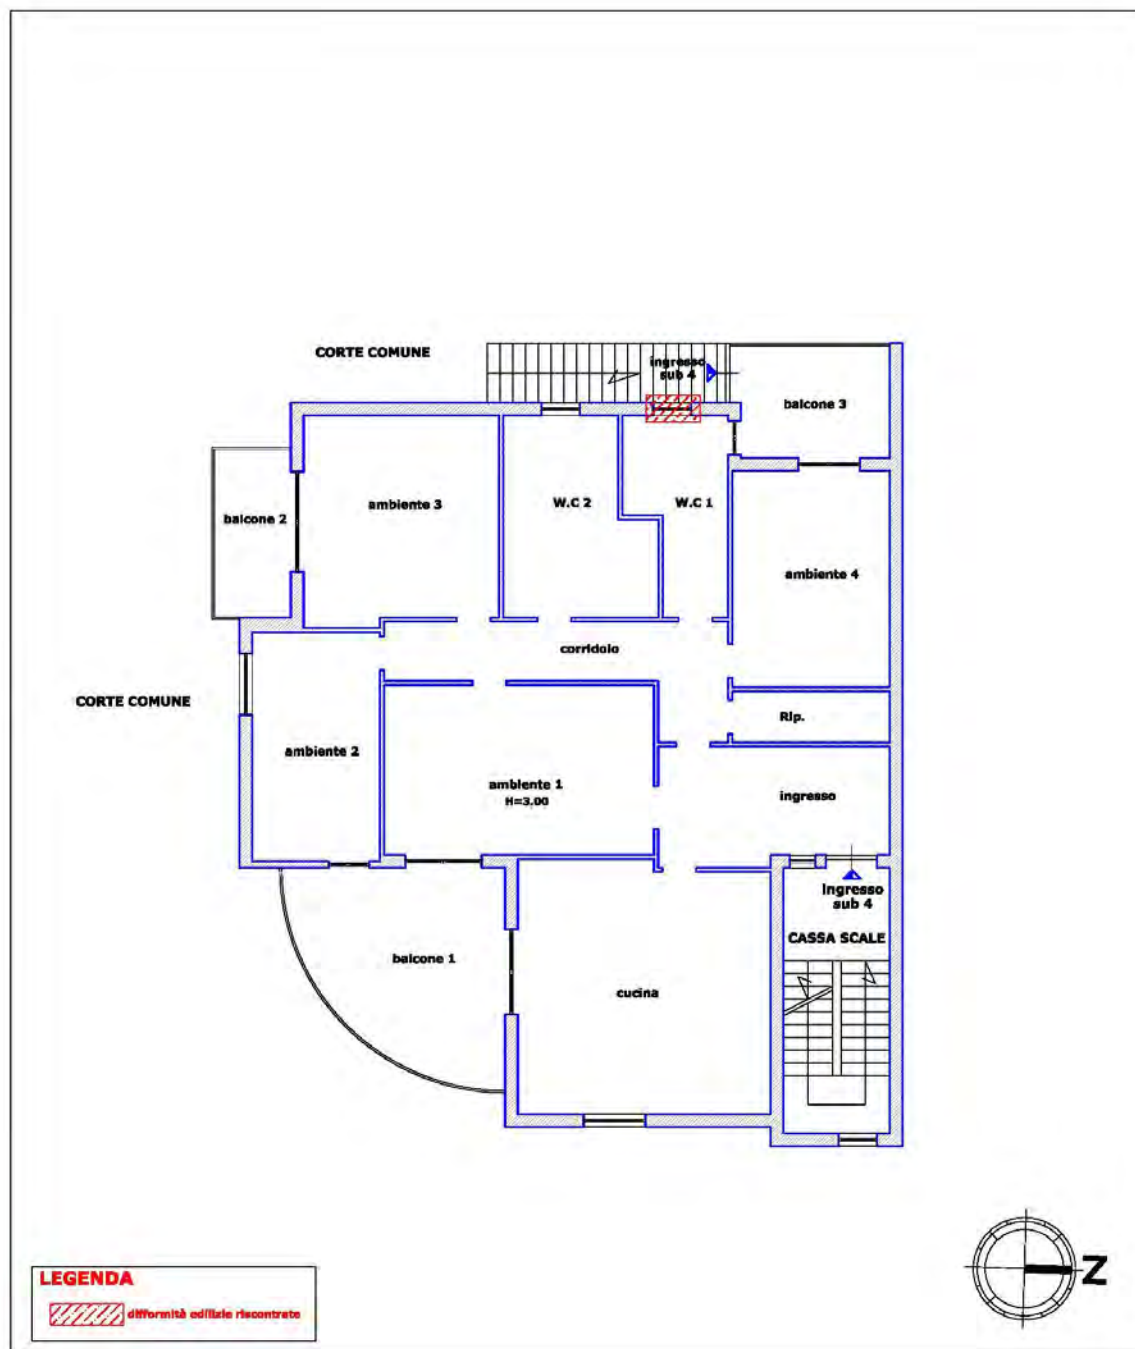 CORTE COMUNE
ingresso
sub 4
balcone 3
ambiente 3
W.C 2
W.C 1
balcone 2
ambiente 4
corridoio
CORTE COMUNE
Rip.
ambiente 2
ambiente 1
H=3.00
ingresso
ingresso
sub 4
CASSA SCALE
balcone 1
cucina
LEGENDA
difformità edilizie riscontrate
Z